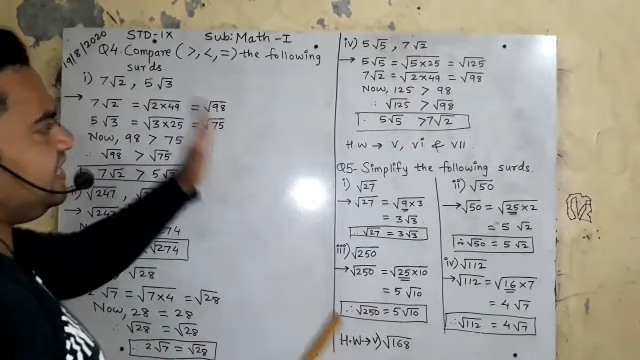 19/8/2020
STD-IX Sub: Math-I
Q4. Compare (>, <, =) the following
surds.
i) 7√2, 5√3
→ 7√2 = √2×49 = √98
5√3 = √3×25 = √75
Now, 98 > 75
∴ √98 > √75
7√2 > 5√3
ii) √247,
→ √247
√274
√28
2√7 = √7×4 = √28
Now, 28 = 28
∴ √28 = √28
∴ 2√7 = √28
iv) 5√5, 7√2
→ 5√5 = √5×25 = √125
7√2 = √2×49 = √98
Now, 125 > 98
∴ √125 > √98
∴ 5√5 > 7√2
H.W → V, Vi & VII
Q5- Simplify the following surds.
i) √27
→ √27 = √9×3
= 3√3
∴ √27 = 3√3
ii) √50
→ √50 = √25×2
= 5√2
∴ √50 = 5√2
iii) √250
→ √250 = √25×10
= 5√10
∴ √250 = 5√10
iv) √112
→ √112 = √16×7
= 4√7
∴ √112 = 4√7
H.W → V) √168